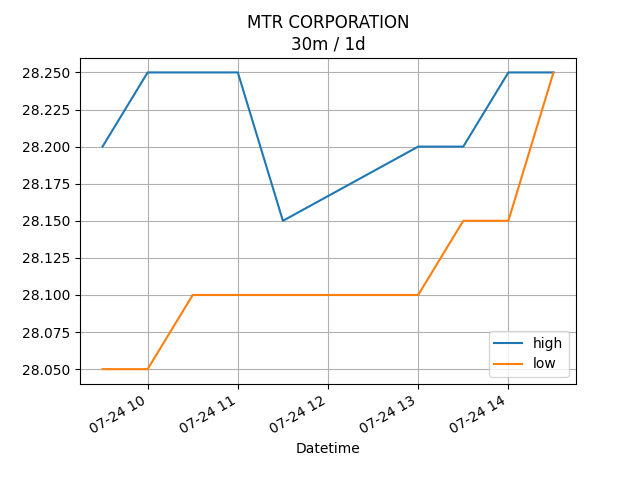 MTR CORPORATION
30m / 1d
28.250
28.225
28.200
28.175
28.150
28.125
28.100
28.075
28.050
high
low
07-24 10
07-24 11
07-24 12
07-24 13
07-24 14
Datetime